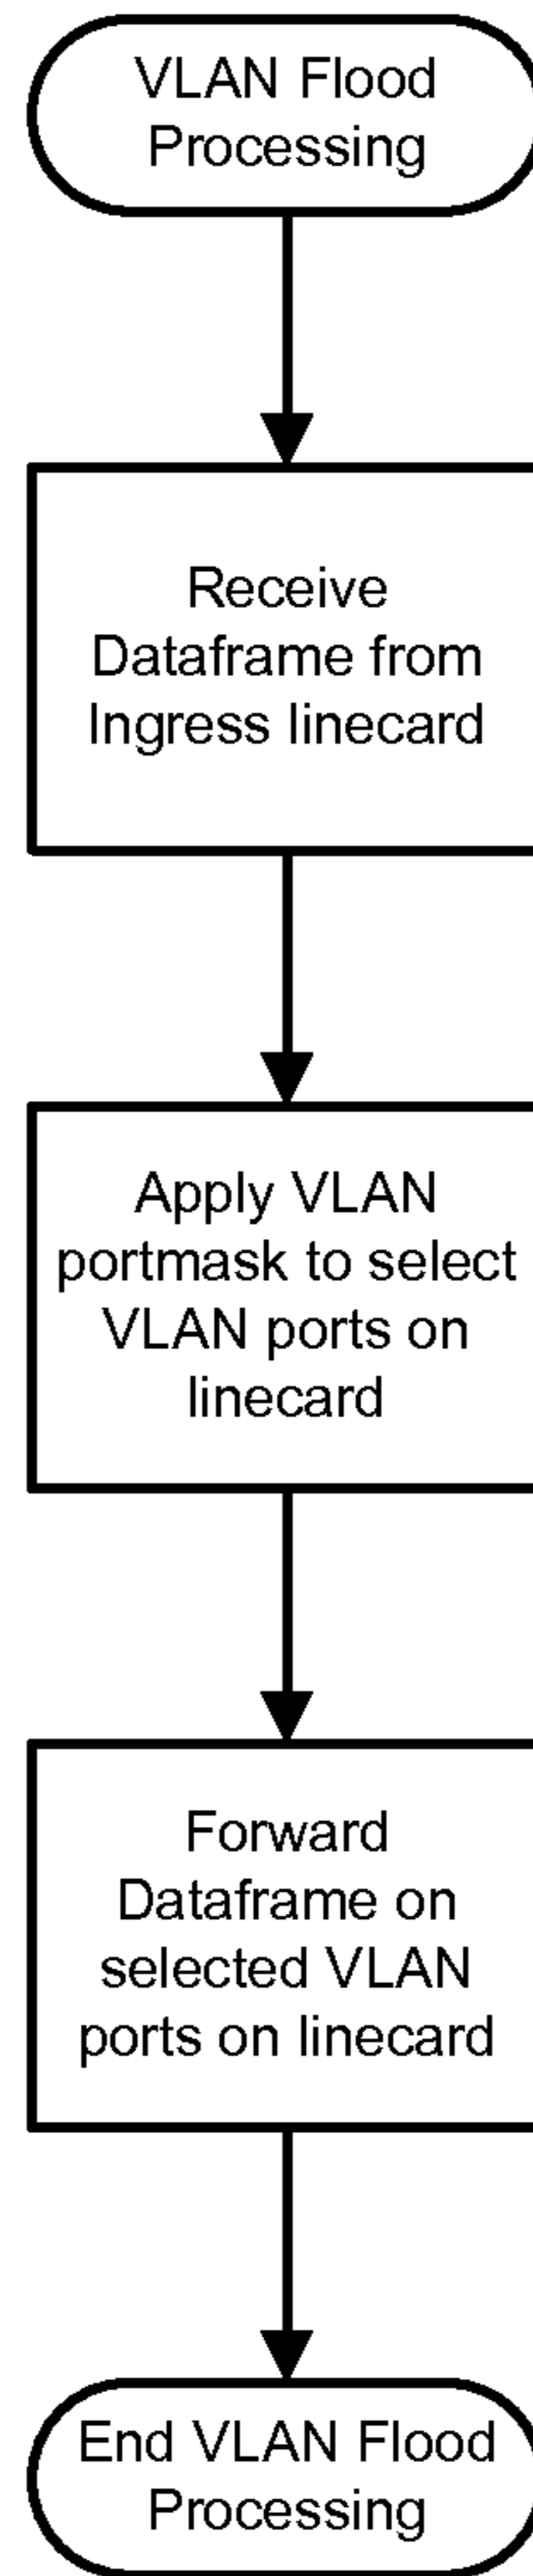 VLAN Flood
Processing
Receive
Dataframe from
Ingress linecard
Apply VLAN
portmask to select
VLAN ports on
linecard
Forward
Dataframe on
selected VLAN
ports on linecard
End VLAN Flood
Processing